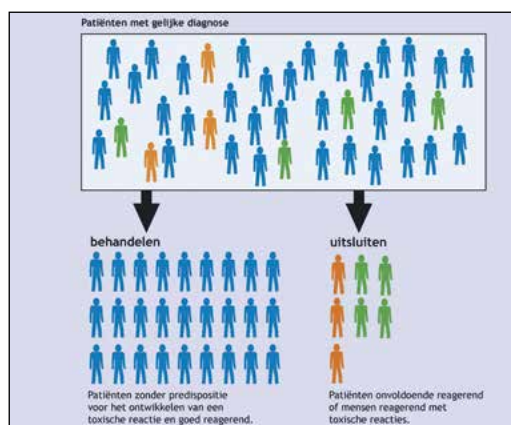 Patiënten met gelijke diagnose
behandelen
uitsluiten
Patiënten zonder predispositie
voor het ontwikkelen van een
toxische reactie en goed reagerend.
Patiënten onvoldoende reagerend
of mensen reagerend met
toxische reacties.